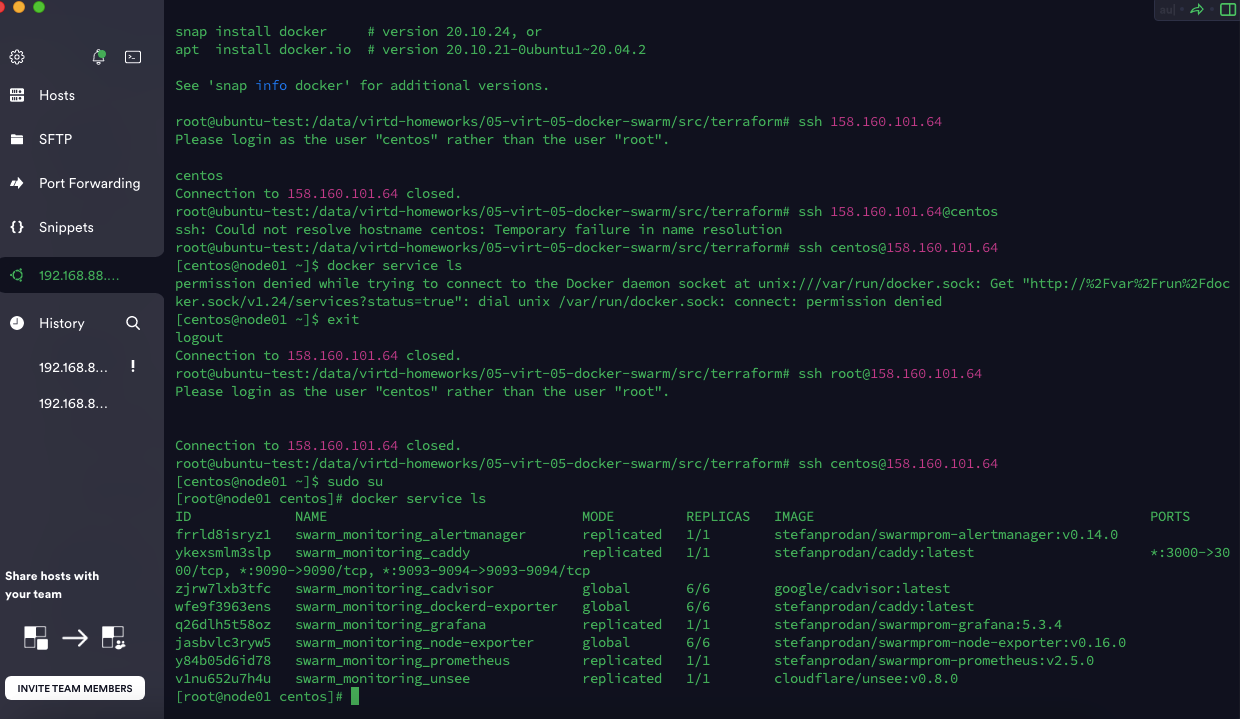 Hosts
SFTP
Port Forwarding
Snippets
192.168.88....
History
192.168.8... !
192.168.8...
Share hosts with
your team
INVITE TEAM MEMBERS
snap install docker     # version 20.10.24, or
apt  install docker.io  # version 20.10.21-0ubuntu1~20.04.2
See 'snap info docker' for additional versions.
root@ubuntu-test:/data/virtd-homeworks/05-virt-05-docker-swarm/src/terraform# ssh 158.160.101.64
Please login as the user "centos" rather than the user "root".
centos
Connection to 158.160.101.64 closed.
root@ubuntu-test:/data/virtd-homeworks/05-virt-05-docker-swarm/src/terraform# ssh 158.160.101.64@centos
ssh: Could not resolve hostname centos: Temporary failure in name resolution
root@ubuntu-test:/data/virtd-homeworks/05-virt-05-docker-swarm/src/terraform# ssh centos@158.160.101.64
[centos@node01 ~]$ docker service ls
permission denied while trying to connect to the Docker daemon socket at unix:///var/run/docker.sock: Get "http://%2Fvar%2Frun%2Fdoc
ker.sock/v1.24/services?status=true": dial unix /var/run/docker.sock: connect: permission denied
[centos@node01 ~]$ exit
logout
Connection to 158.160.101.64 closed.
root@ubuntu-test:/data/virtd-homeworks/05-virt-05-docker-swarm/src/terraform# ssh root@158.160.101.64
Please login as the user "centos" rather than the user "root".
Connection to 158.160.101.64 closed.
root@ubuntu-test:/data/virtd-homeworks/05-virt-05-docker-swarm/src/terraform# ssh centos@158.160.101.64
[centos@node01 ~]$ sudo su
[root@node01 centos]# docker service ls
ID             NAME                                MODE         REPLICAS   IMAGE                                          PORTS
frrld8isryz1   swarm_monitoring_alertmanager       replicated   1/1        stefanprodan/swarmprom-alertmanager:v0.14.0
ykexsmlm3slp   swarm_monitoring_caddy              replicated   1/1        stefanprodan/caddy:latest                      *:3000->30
00/tcp, *:9090->9090/tcp, *:9093-9094->9093-9094/tcp
zjrw7lxb3tfc   swarm_monitoring_cadvisor           global       6/6        google/cadvisor:latest
wfe9f3963ens   swarm_monitoring_dockerd-exporter   global       6/6        stefanprodan/caddy:latest
q26dlh5t58oz   swarm_monitoring_grafana            replicated   1/1        stefanprodan/swarmprom-grafana:5.3.4
jasbvlc3ryw5   swarm_monitoring_node-exporter      global       6/6        stefanprodan/swarmprom-node-exporter:v0.16.0
y84b05d6id78   swarm_monitoring_prometheus         replicated   1/1        stefanprodan/swarmprom-prometheus:v2.5.0
v1nu652u7h4u   swarm_monitoring_unsee              replicated   1/1        cloudflare/unsee:v0.8.0
[root@node01 centos]#